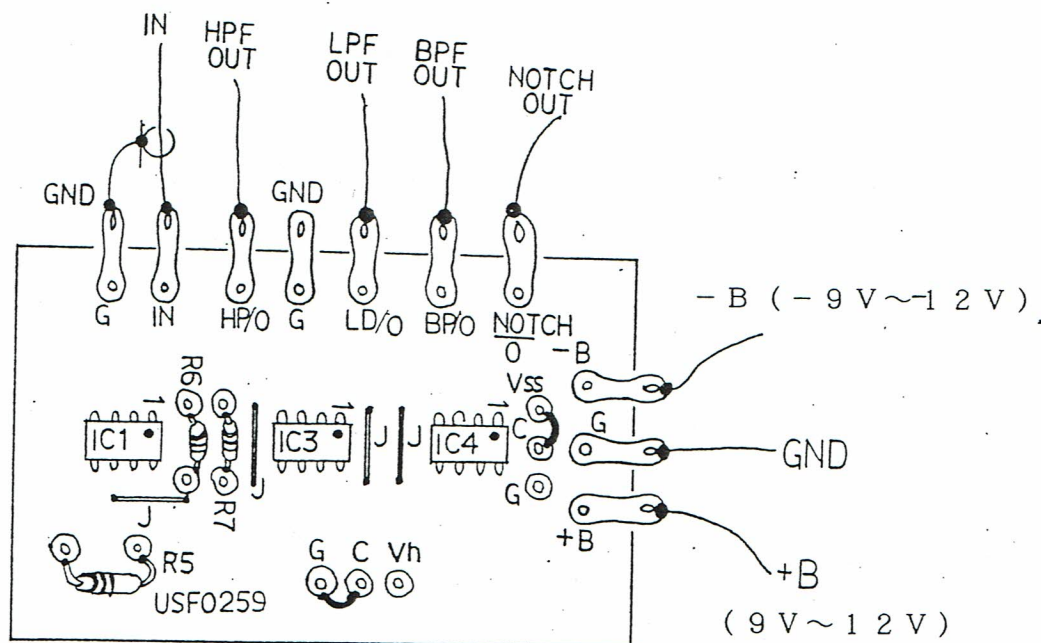 IN
HPF
OUT
LPF
OUT
BPF
OUT
NOTCH
OUT
GND
GND
G
IN
HP/O
G
LD/O
BP/O
NOTCH
O
-B (-9V~-12V)
-B
R6
Vss
1
1
1
G
IC1
IC3
J
J
IC4
C
GND
J
G
R7
J
+B
R5
G
C
Vh
+B
USF0259
(9V~12V)